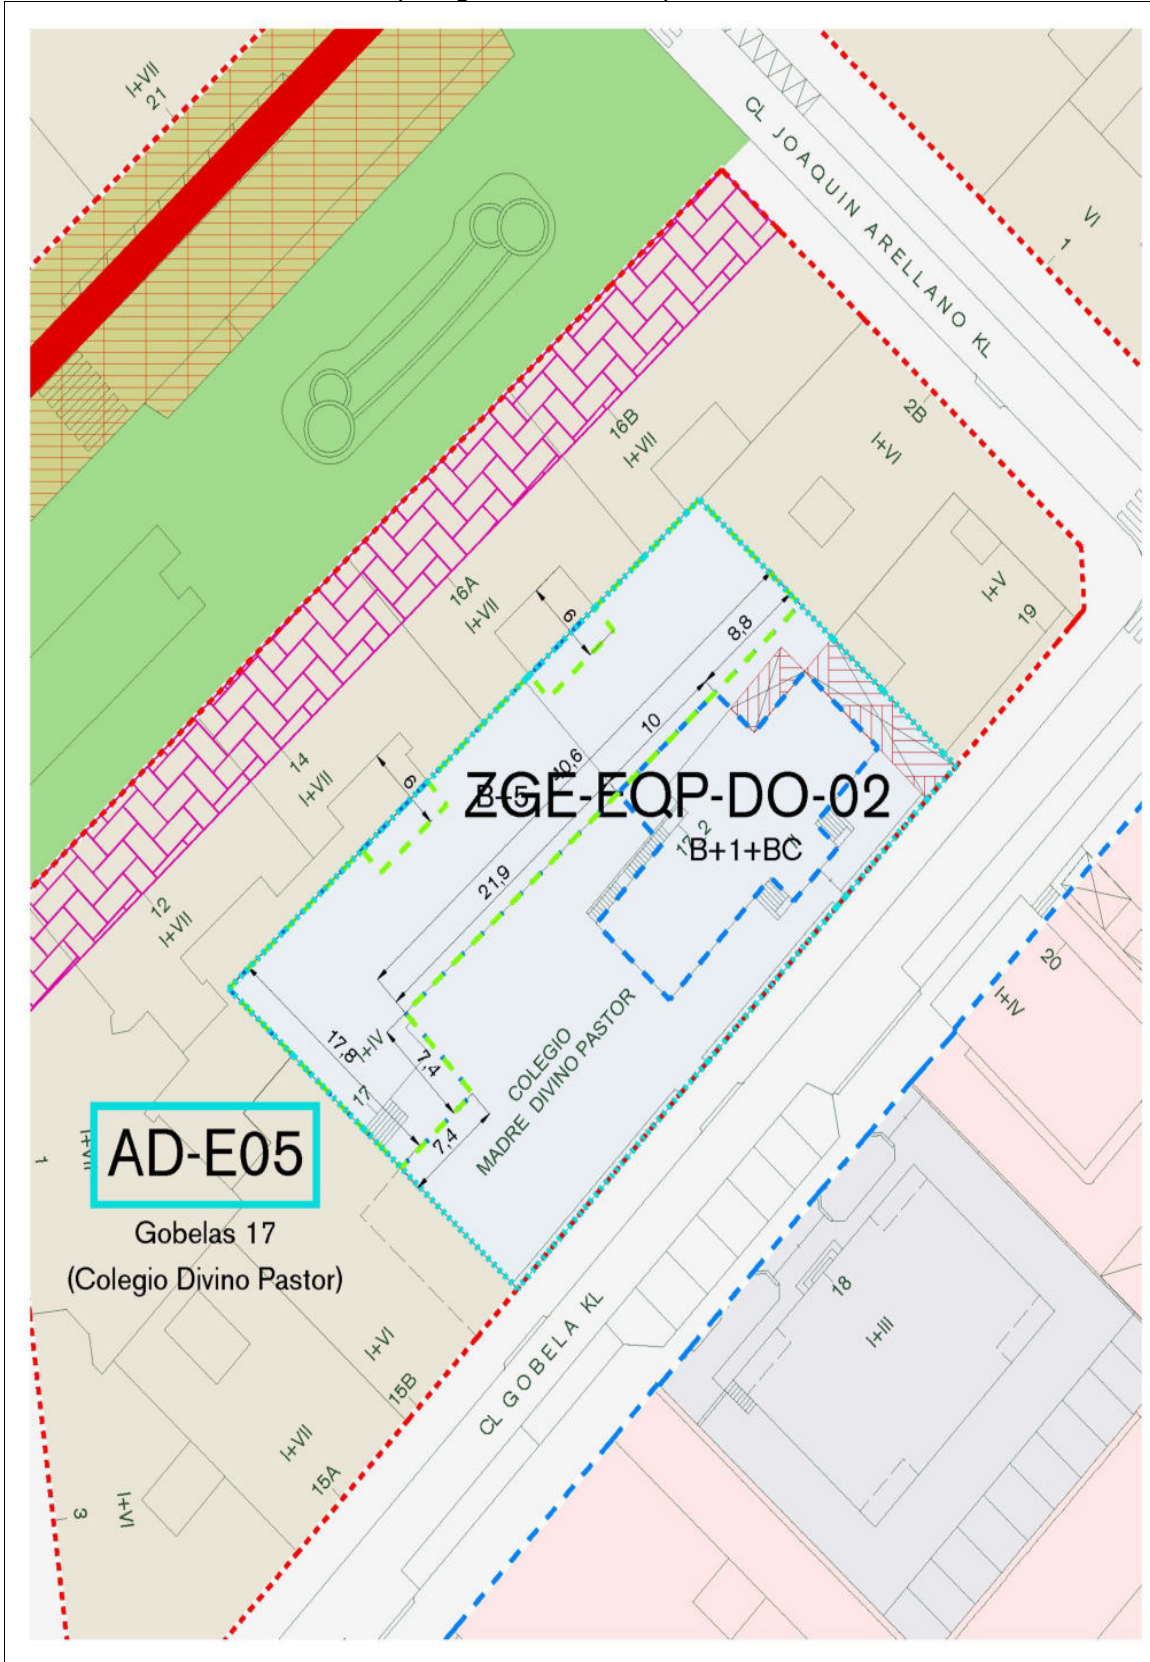 I+VII
21
CL JOAQUIN ARELLANO KL
VI
1
16B
I+VII
2B
I+VI
16A
I+VII
6
I+V
19
8,8
10
40,6
14
I+VII
6
ZGE-EQP-DO-02
B+5
17 2
B+1+BC
21,9
12
I+VII
20
I+IV
17,8
I+IV
7,4
17
COLEGIO
MADRE DIVINO PASTOR
7,4
1
I+VII
AD-E05
Gobelas 17
(Colegio Divino Pastor)
18
I+III
CL GOBELA KL
I+VI
15B
I+VII
15A
3
I+VI